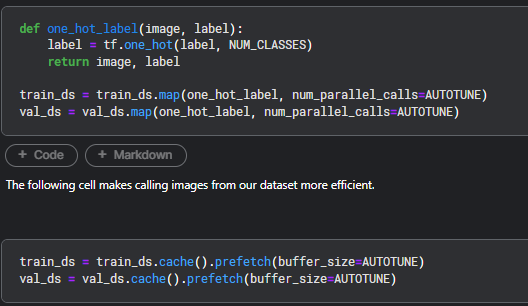 def one_hot_label(image, label):
    label = tf.one_hot(label, NUM_CLASSES)
    return image, label
train_ds = train_ds.map(one_hot_label, num_parallel_calls=AUTOTUNE)
val_ds = val_ds.map(one_hot_label, num_parallel_calls=AUTOTUNE)
+ Code + Markdown
The following cell makes calling images from our dataset more efficient.
train_ds = train_ds.cache().prefetch(buffer_size=AUTOTUNE)
val_ds = val_ds.cache().prefetch(buffer_size=AUTOTUNE)